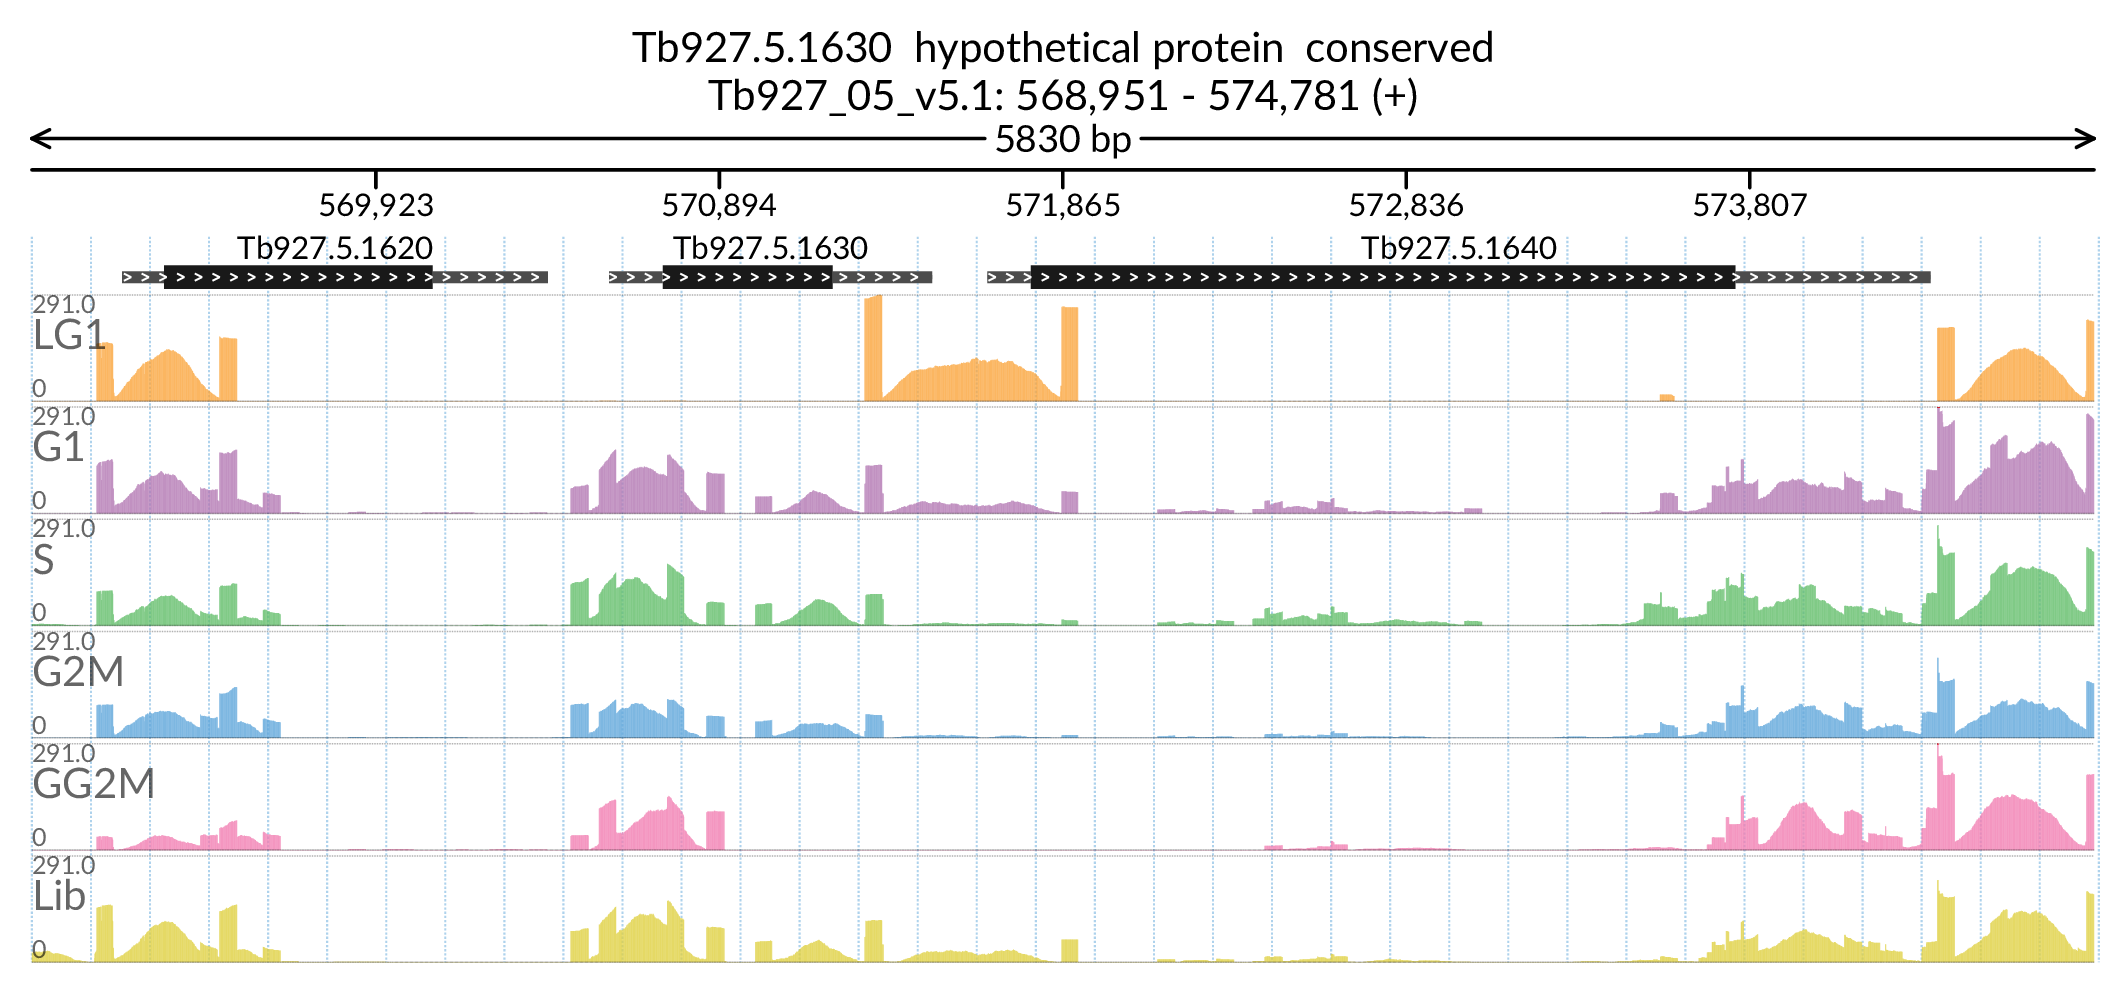 Tb927.5.1630  hypothetical protein  conserved
Tb927_05_v5.1: 568,951 - 574,781 (+)
5830 bp
569,923 570,894 571,865 572,836 573,807
Tb927.5.1620 Tb927.5.1630 Tb927.5.1640
291.0
LG1
0
291.0
G1
0
291.0
S
0
291.0
G2M
0
291.0
GG2M
0
291.0
Lib
0